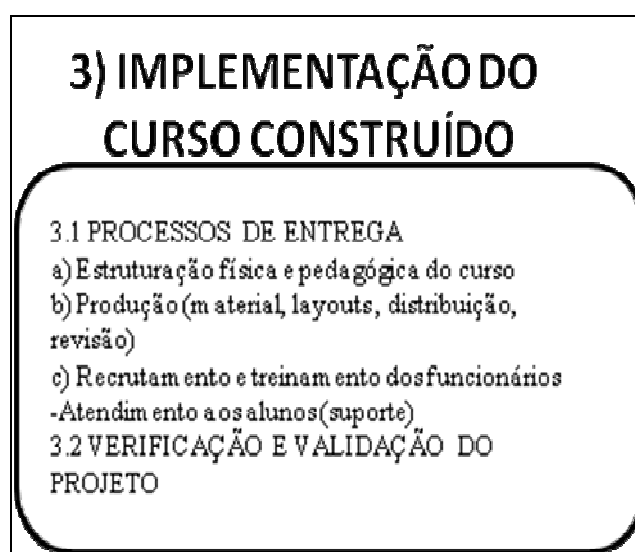 3) IMPLEMENTAÇÃO DO
CURSO CONSTRUÍDO
3.1 PROCESSOS DE ENTREGA
a) Estruturação física e pedagógica do curso
b) Produção (material, layouts, distribuição,
revisão)
c) Recrutamento e treinamento dos funcionários
-Atendimento aos alunos (suporte)
3.2 VERIFICAÇÃO E VALIDAÇÃO DO
PROJETO